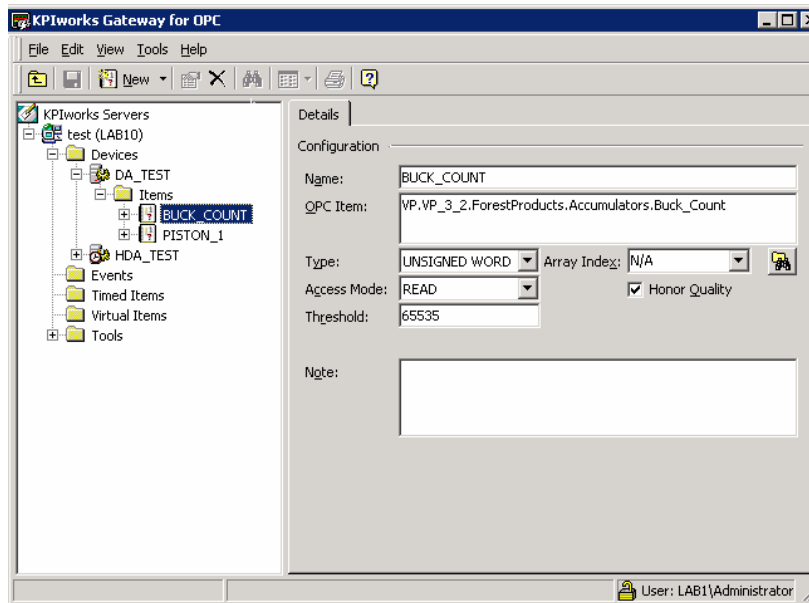 KPIworks Gateway for OPC
File Edit View Tools Help
New
KPIworks Servers
test (LAB10)
Devices
DA_TEST
Items
BUCK_COUNT
PISTON_1
HDA_TEST
Events
Timed Items
Virtual Items
Tools
Details
Configuration
Name: BUCK_COUNT
OPC Item: VP.VP_3_2.ForestProducts.Accumulators.Buck_Count
Type: UNSIGNED WORD Array Index: N/A
Access Mode: READ Honor Quality
Threshold: 65535
Note:
User: LAB1\Administrator